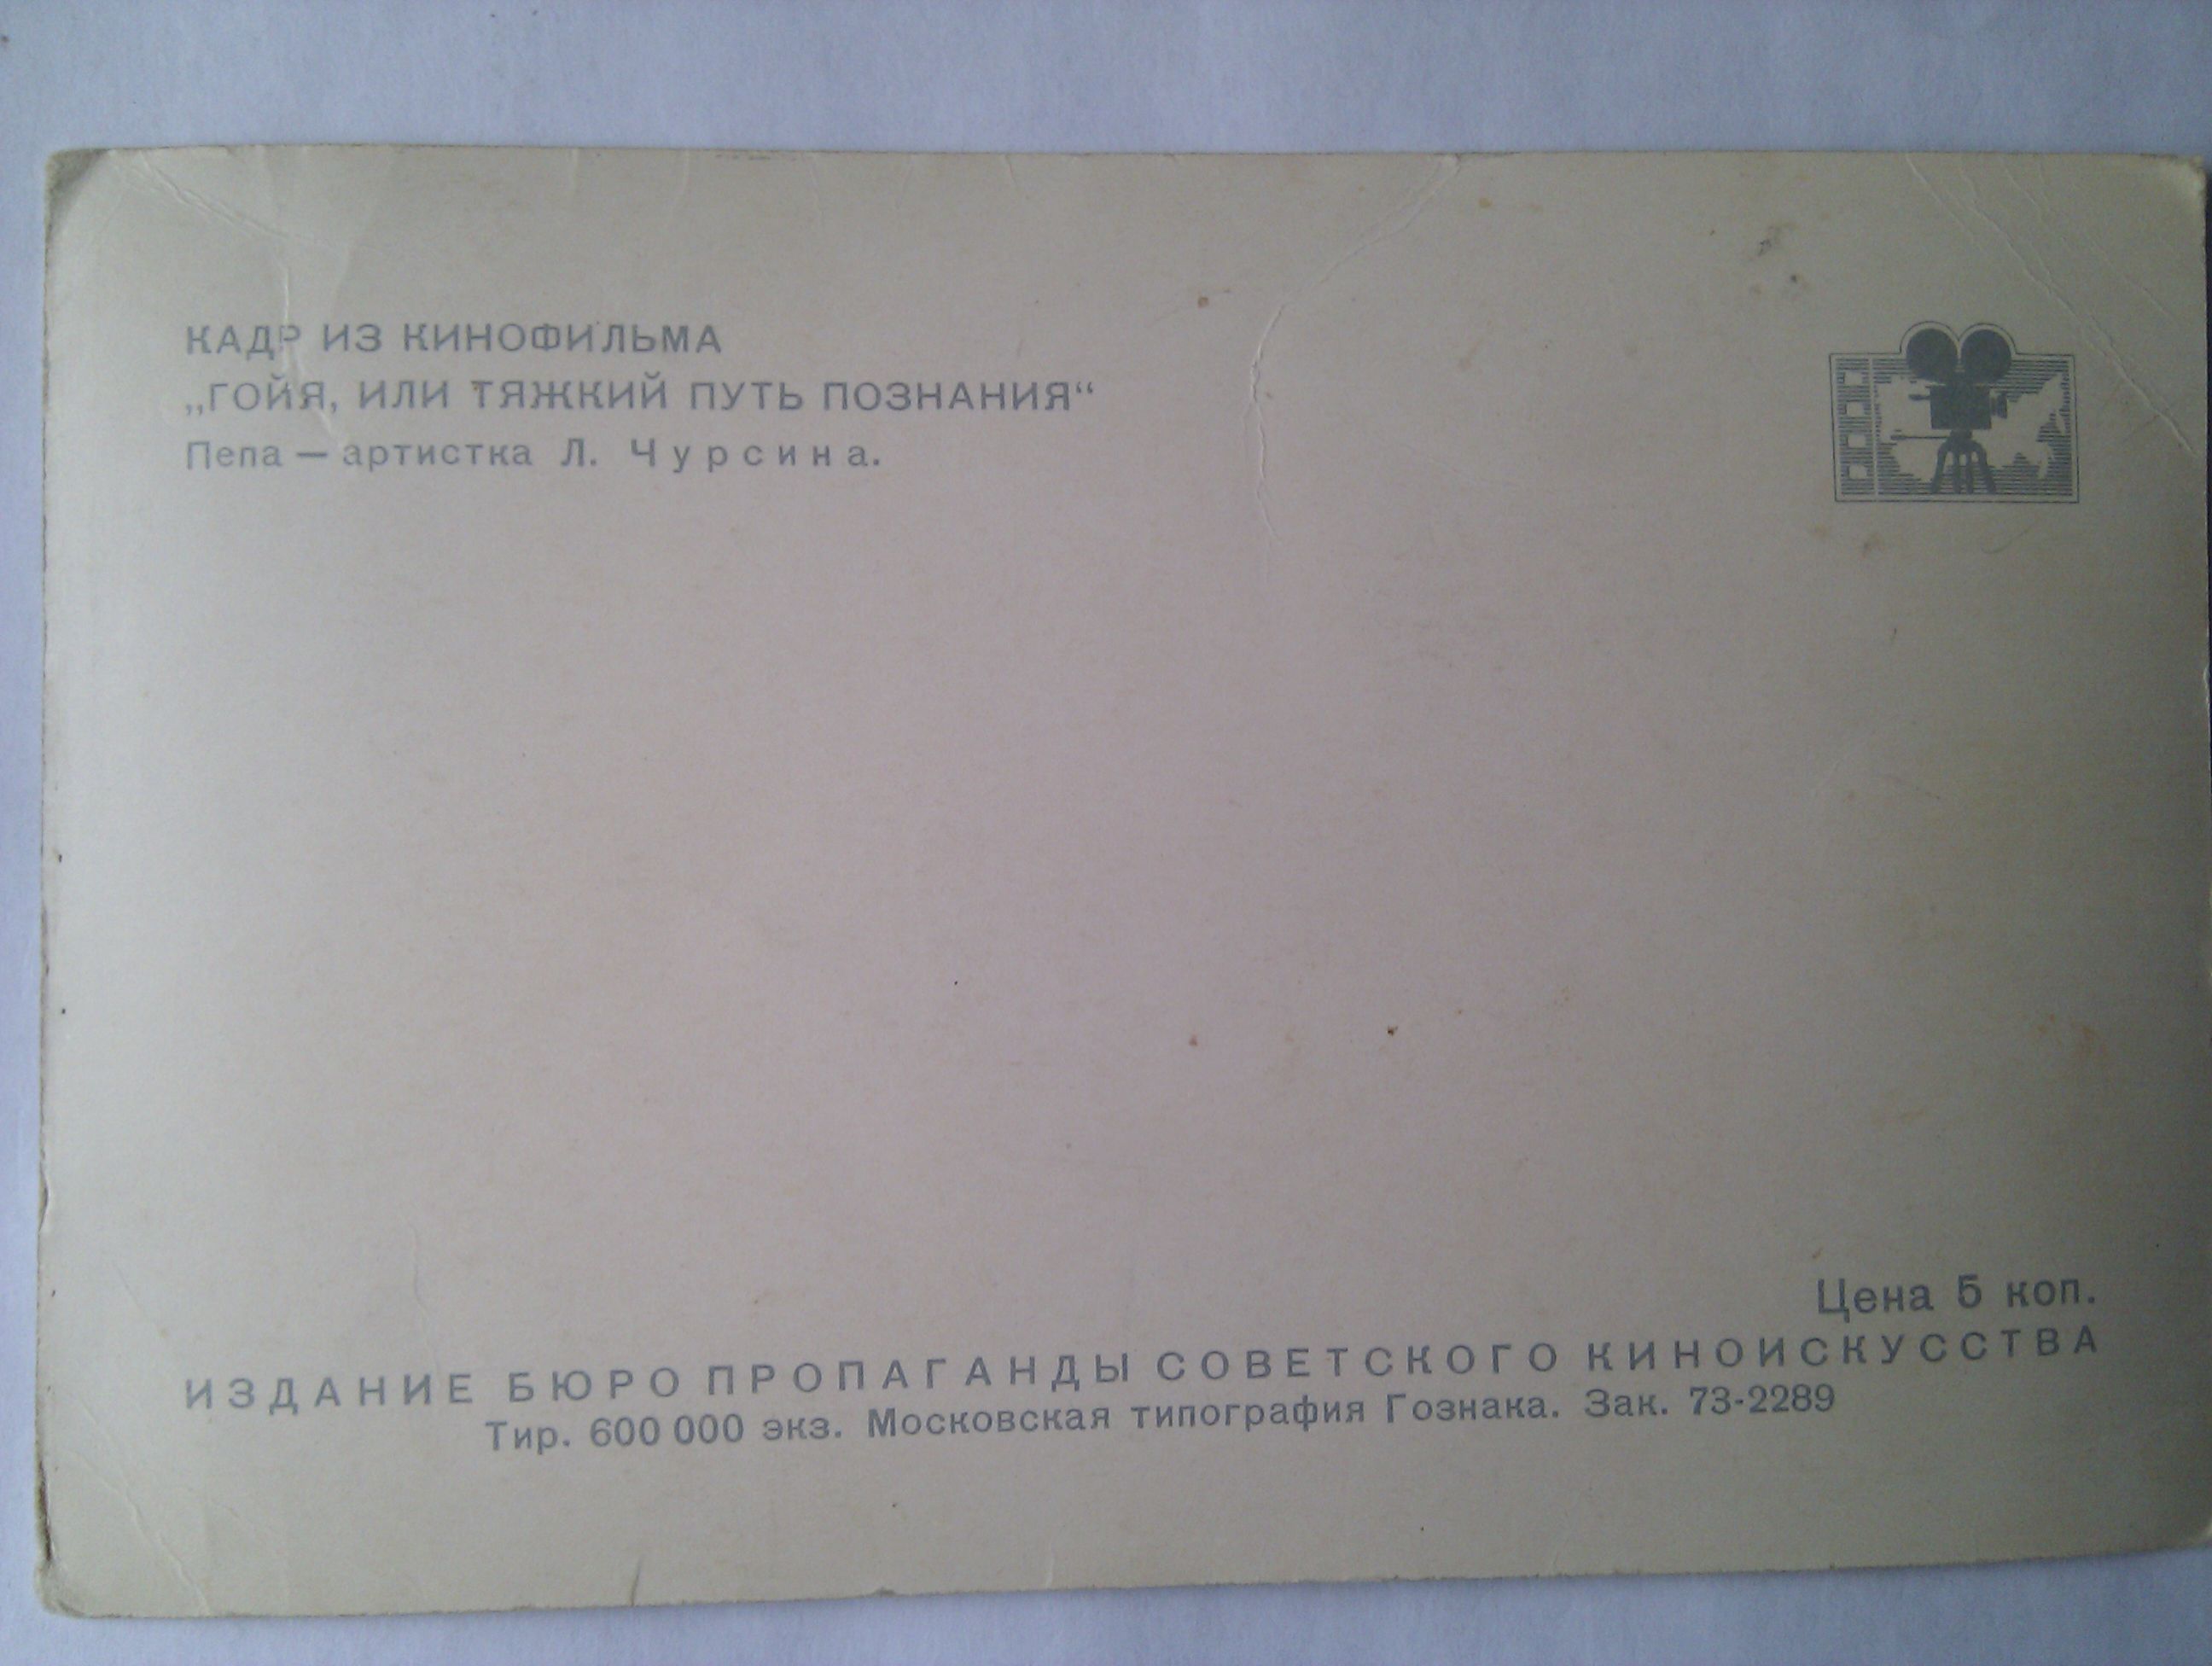 КАДР ИЗ КИНОФИЛЬМА
„ГОЙЯ, ИЛИ ТЯЖКИЙ ПУТЬ ПОЗНАНИЯ“
Пепа — артистка Л. Чурсина.
Цена 5 коп.
ИЗДАНИЕ БЮРО ПРОПАГАНДЫ СОВЕТСКОГО КИНОИСКУССТВА
Тир. 600 000 экз. Московская типография Гознака. Зак. 73-2289